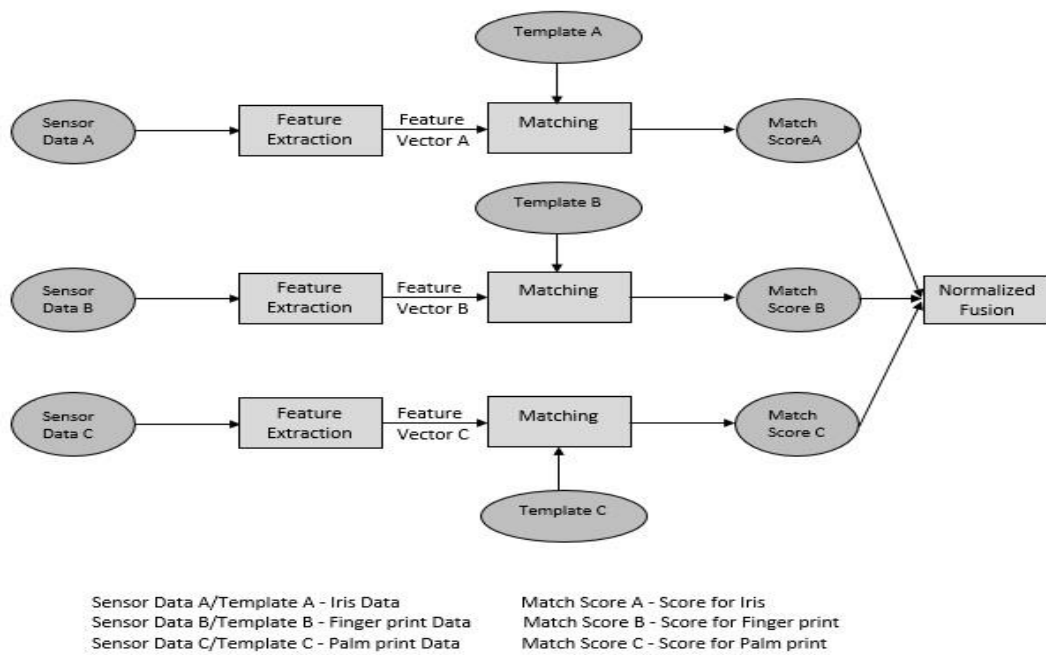 Template A
Sensor
Data A
Feature
Extraction
Feature
Vector A
Matching
Match
ScoreA
Template B
Sensor
Data B
Feature
Extraction
Feature
Vector B
Matching
Match
Score B
Normalized
Fusion
Sensor
Data C
Feature
Extraction
Feature
Vector C
Matching
Match
Score C
Template C
Sensor Data A/Template A - Iris Data
Sensor Data B/Template B - Finger print Data
Sensor Data C/Template C - Palm print Data
Match Score A - Score for Iris
Match Score B - Score for Finger print
Match Score C - Score for Palm print